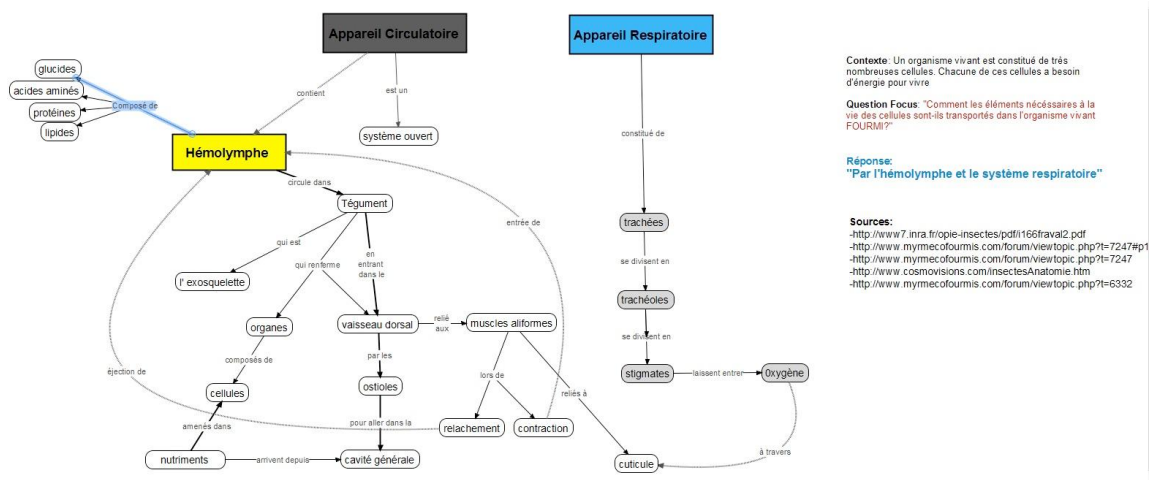 Appareil Circulatoire
Appareil Respiratoire
glucides
acides aminés
protéines
lipides
Composé de
contient
est un
système ouvert
constitué de
Hémolymphe
circule dans
Tégument
entrée de
qui est
qui renferme
en
entrant
dans le
l' exosquelette
organes
vaisseau dorsal
relié
aux
muscles aliformes
composés de
par les
lors de
éjection de
cellules
ostioles
reliés à
amenés dans
pour aller dans la
relachement
contraction
nutriments
arrivent depuis
cavité générale
cuticule
trachées
se divisent en
trachéoles
se divisent en
stigmates
laissent entrer
Oxygène
à travers
Contexte: Un organisme vivant est constitué de trés
nombreuses cellules. Chacune de ces cellules a besoin
d'énergie pour vivre
Question Focus: "Comment les éléments nécéssaires à la
vie des cellules sont-ils transportés dans l'organisme vivant
FOURMI?"
Réponse:
"Par l'hémolymphe et le système respiratoire"
Sources:
-http://www7.inra.fr/opie-insectes/pdf/i166fraval2.pdf
-http://www.myrmecofourmis.com/forum/viewtopic.php?t=7247#p1
-http://www.myrmecofourmis.com/forum/viewtopic.php?t=7247
-http://www.cosmovisions.com/insectesAnatomie.htm
-http://www.myrmecofourmis.com/forum/viewtopic.php?t=6332